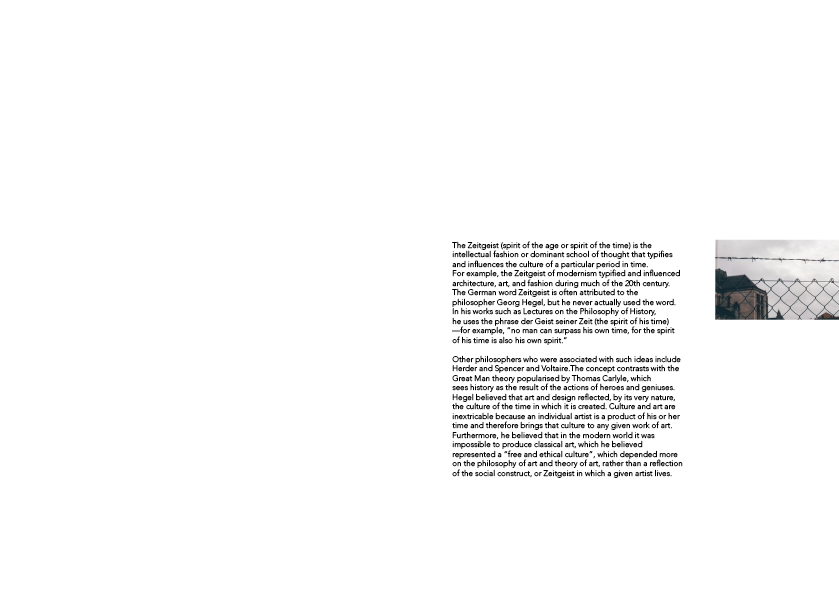 The Zeitgeist (spirit of the age or spirit of the time) is the
intellectual fashion or dominant school of thought that typifies
and influences the culture of a particular period in time.
For example, the Zeitgeist of modernism typified and influenced
architecture, art, and fashion during much of the 20th century.
The German word Zeitgeist is often attributed to the
philosopher Georg Hegel, but he never actually used the word.
In his works such as Lectures on the Philosophy of History,
he uses the phrase der Geist seiner Zeit (the spirit of his time)
—for example, “no man can surpass his own time, for the spirit
of his time is also his own spirit.”
Other philosophers who were associated with such ideas include
Herder and Spencer and Voltaire.The concept contrasts with the
Great Man theory popularised by Thomas Carlyle, which
sees history as the result of the actions of heroes and geniuses.
Hegel believed that art and design reflected, by its very nature,
the culture of the time in which it is created. Culture and art are
inextricable because an individual artist is a product of his or her
time and therefore brings that culture to any given work of art.
Furthermore, he believed that in the modern world it was
impossible to produce classical art, which he believed
represented a “free and ethical culture”, which depended more
on the philosophy of art and theory of art, rather than a reflection
of the social construct, or Zeitgeist in which a given artist lives.